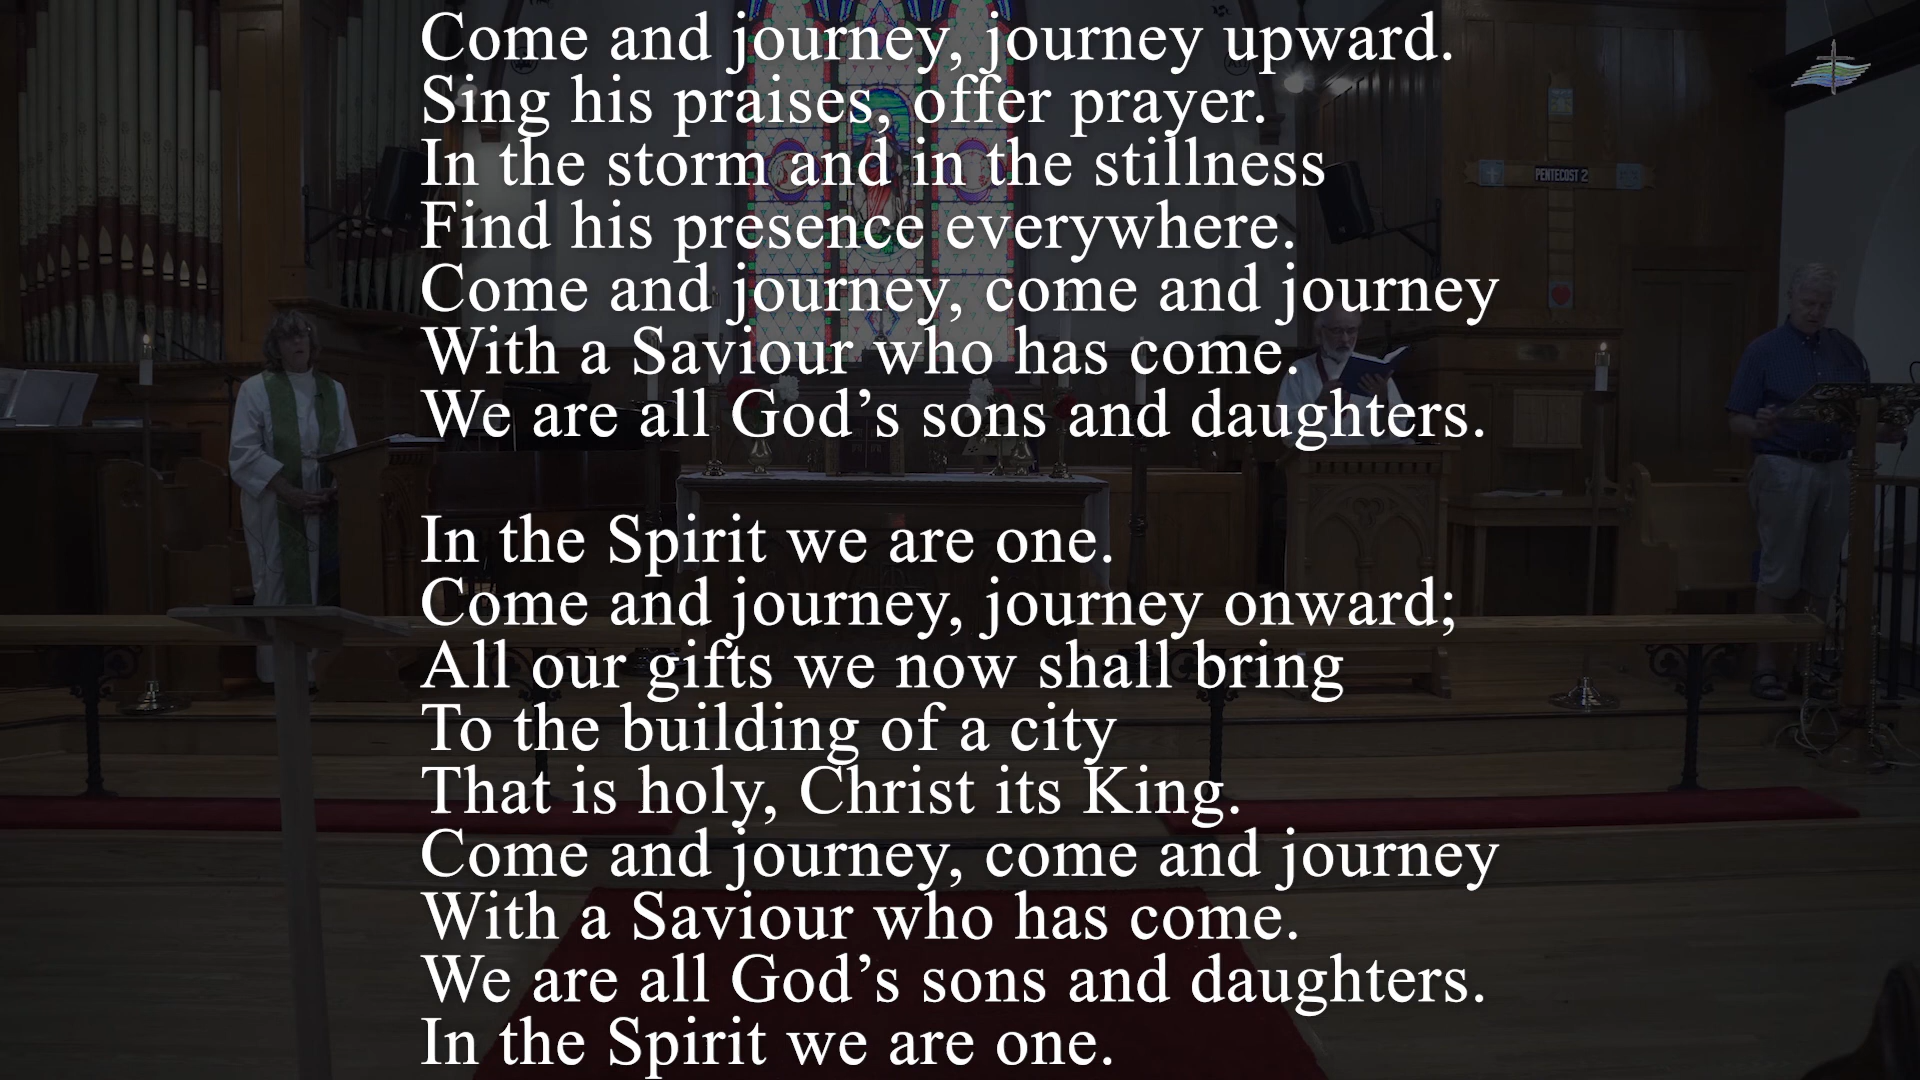 Come and journey, journey upward.
Sing his praises, offer prayer.
In the storm and in the stillness
Find his presence everywhere.
Come and journey, come and journey
With a Saviour who has come.
We are all God’s sons and daughters.
In the Spirit we are one.
Come and journey, journey onward;
All our gifts we now shall bring
To the building of a city
That is holy, Christ its King.
Come and journey, come and journey
With a Saviour who has come.
We are all God’s sons and daughters.
In the Spirit we are one.
PENTECOST 2